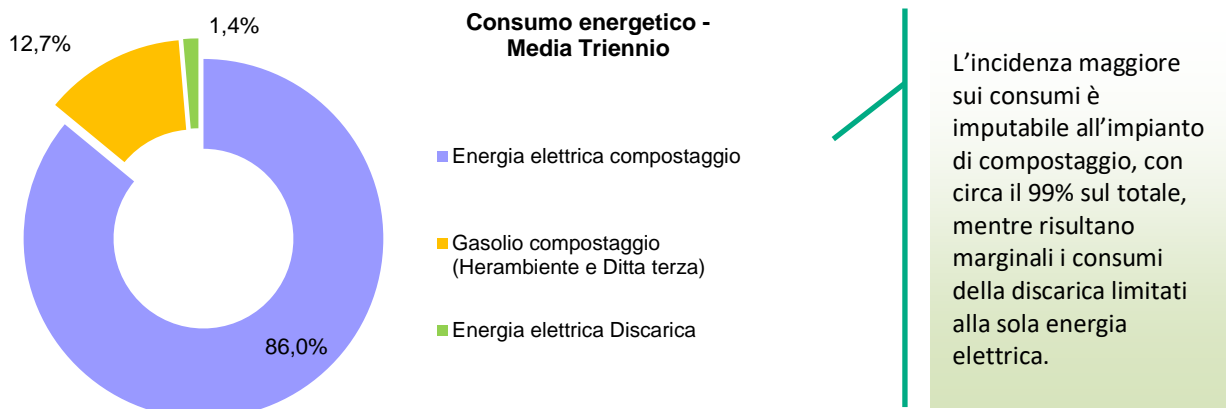 Consumo energetico -
Media Triennio
12,7%
1,4%
86,0%
Energia elettrica compostaggio
Gasolio compostaggio
(Herambiente e Ditta terza)
Energia elettrica Discarica
L’incidenza maggiore
sui consumi è
imputabile all’impianto
di compostaggio, con
circa il 99% sul totale,
mentre risultano
marginali i consumi
della discarica limitati
alla sola energia
elettrica.